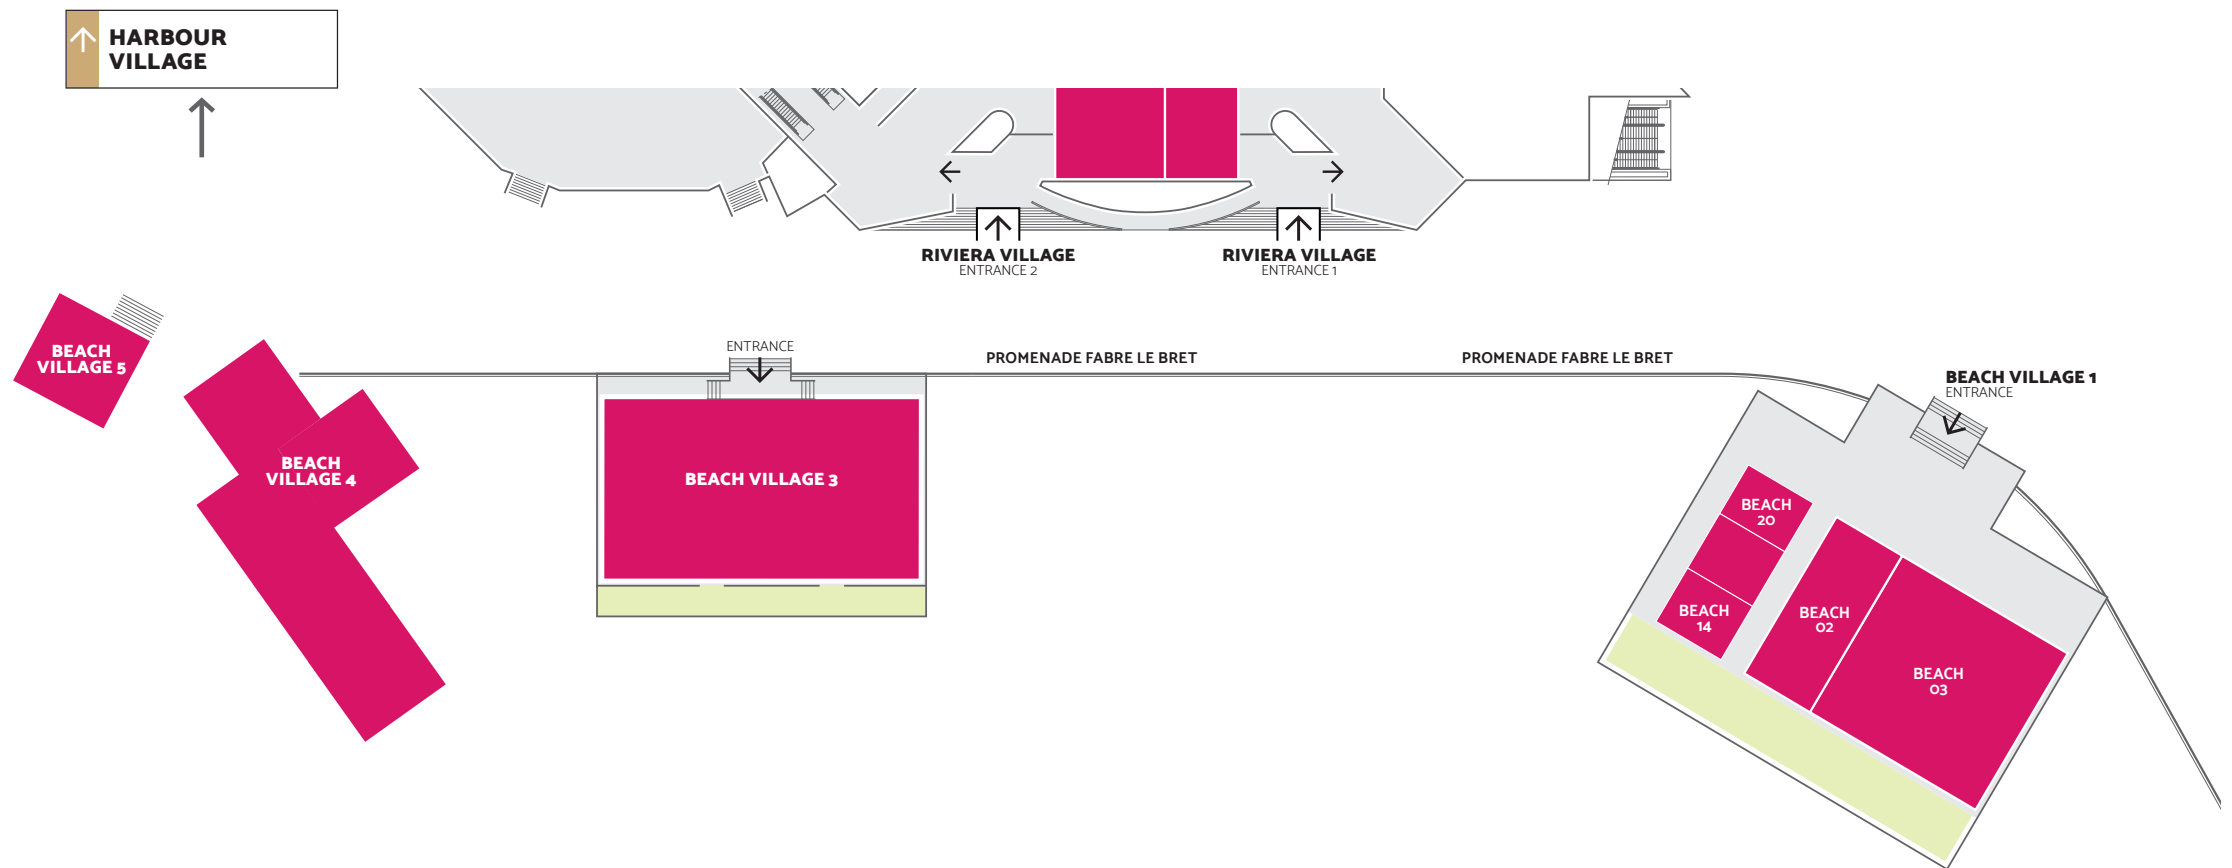 HARBOUR
VILLAGE
RIVIERA VILLAGE
ENTRANCE 2
RIVIERA VILLAGE
ENTRANCE 1
BEACH
VILLAGE 5
ENTRANCE
PROMENADE FABRE LE BRET
PROMENADE FABRE LE BRET
BEACH VILLAGE 1
ENTRANCE
BEACH
VILLAGE 4
BEACH VILLAGE 3
BEACH
20
BEACH
14
BEACH
02
BEACH
03